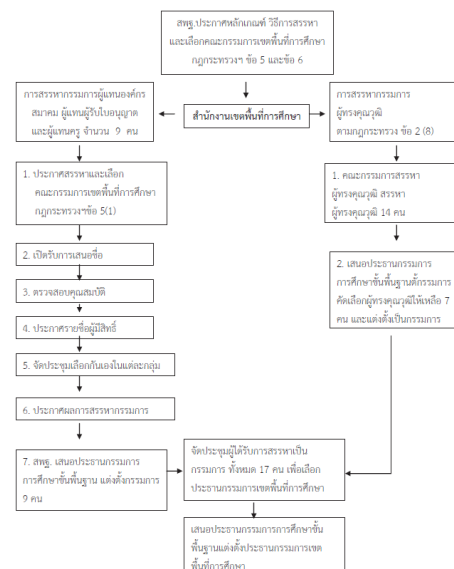 สพฐ.ประกาศหลักเกณฑ์ วิธีการสรรหา
และเลือกคณะกรรมการเขตพื้นที่การศึกษา
กฎกระทรวงฯ ข้อ 5 และข้อ 6
การสรรหากรรมการผู้แทนองค์กร
สมาคม ผู้แทนผู้รับใบอนุญาต
และผู้แทนครู จำนวน 9 คน
สำนักงานเขตพื้นที่การศึกษา
การสรรหากรรมการ
ผู้ทรงคุณวุฒิ
ตามกฎกระทรวง ข้อ 2 (8)
1. ประกาศสรรหาและเลือก
คณะกรรมการเขตพื้นที่การศึกษา
กฎกระทรวงฯข้อ 5(1)
1. คณะกรรมการสรรหา
ผู้ทรงคุณวุฒิ สรรหา
ผู้ทรงคุณวุฒิ 14 คน
2. เปิดรับการเสนอชื่อ
3. ตรวจสอบคุณสมบัติ
4. ประกาศรายชื่อผู้มีสิทธิ์
5. จัดประชุมเลือกกันเองในแต่ละกลุ่ม
6. ประกาศผลการสรรหากรรมการ
2. เสนอประธานกรรมการ
การศึกษาขั้นพื้นฐานตั้งกรรมการ
คัดเลือกผู้ทรงคุณวุฒิให้เหลือ 7
คน และแต่งตั้งเป็นกรรมการ
7. สพฐ. เสนอประธานกรรมการ
การศึกษาขั้นพื้นฐาน แต่งตั้งกรรมการ
9 คน
จัดประชุมผู้ได้รับการสรรหาเป็น
กรรมการ ทั้งหมด 17 คน เพื่อเลือก
ประธานกรรมการเขตพื้นที่การศึกษา
เสนอประธานกรรมการการศึกษาขั้น
พื้นฐานแต่งตั้งประธานกรรมการเขต
พื้นที่การศึกษา